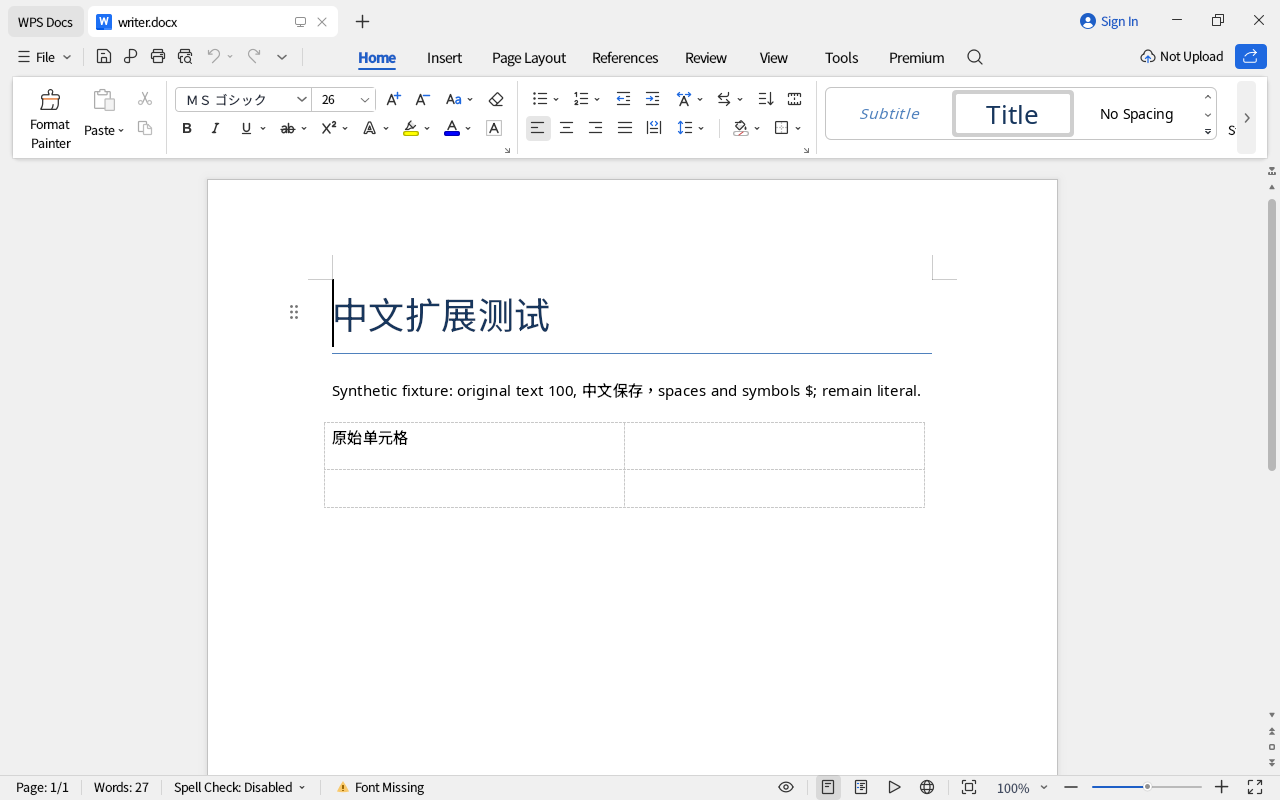 WPS Docs
writer.docx
Sign In
File
Home
Insert
Page Layout
References
Review
View
Tools
Premium
Not Upload
Format
Painter
Paste
ＭＳ ゴシック
26
Subtitle
Title
No Spacing
中文扩展测试
Synthetic fixture: original text 100, 中文保存，spaces and symbols $; remain literal.
原始单元格
Page: 1/1
Words: 27
Spell Check: Disabled
Font Missing
100%